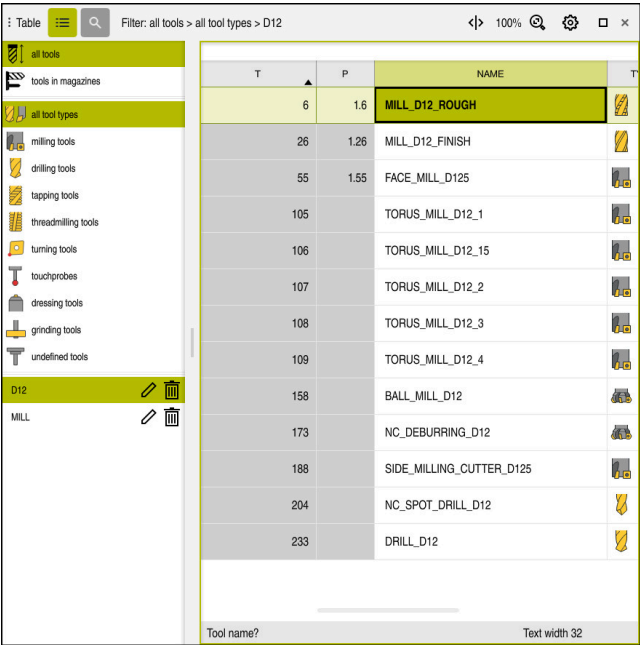 Table
Filter: all tools > all tool types > D12
100%
all tools
tools in magazines
all tool types
milling tools
drilling tools
tapping tools
threadmilling tools
turning tools
touchprobes
dressing tools
grinding tools
undefined tools
D12
MILL
T P NAME
6 1.6 MILL_D12_ROUGH
26 1.26 MILL_D12_FINISH
55 1.55 FACE_MILL_D125
105 TORUS_MILL_D12_1
106 TORUS_MILL_D12_15
107 TORUS_MILL_D12_2
108 TORUS_MILL_D12_3
109 TORUS_MILL_D12_4
158 BALL_MILL_D12
173 NC_DEBURRING_D12
188 SIDE_MILLING_CUTTER_D125
204 NC_SPOT_DRILL_D12
233 DRILL_D12
Tool name? Text width 32